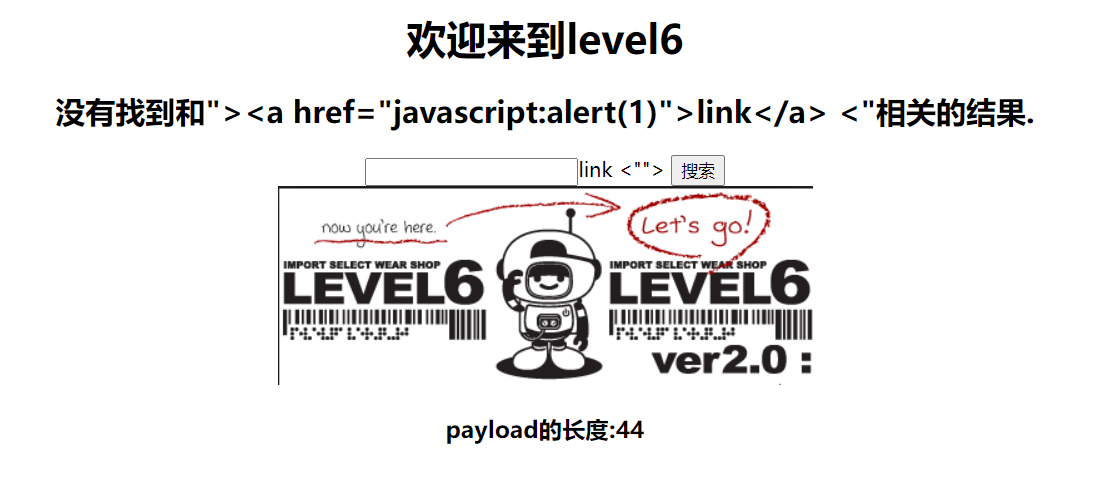 欢迎来到level6
没有找到和"><a href="javascript:alert(1)">link</a> <"相关的结果.
link <""> 搜索
now you're here. Let's go!
IMPORT SELECT WEAR SHOP IMPORT SELECT WEAR SHOP
LEVEL6 LEVEL6
ver2.0 :
payload的长度:44